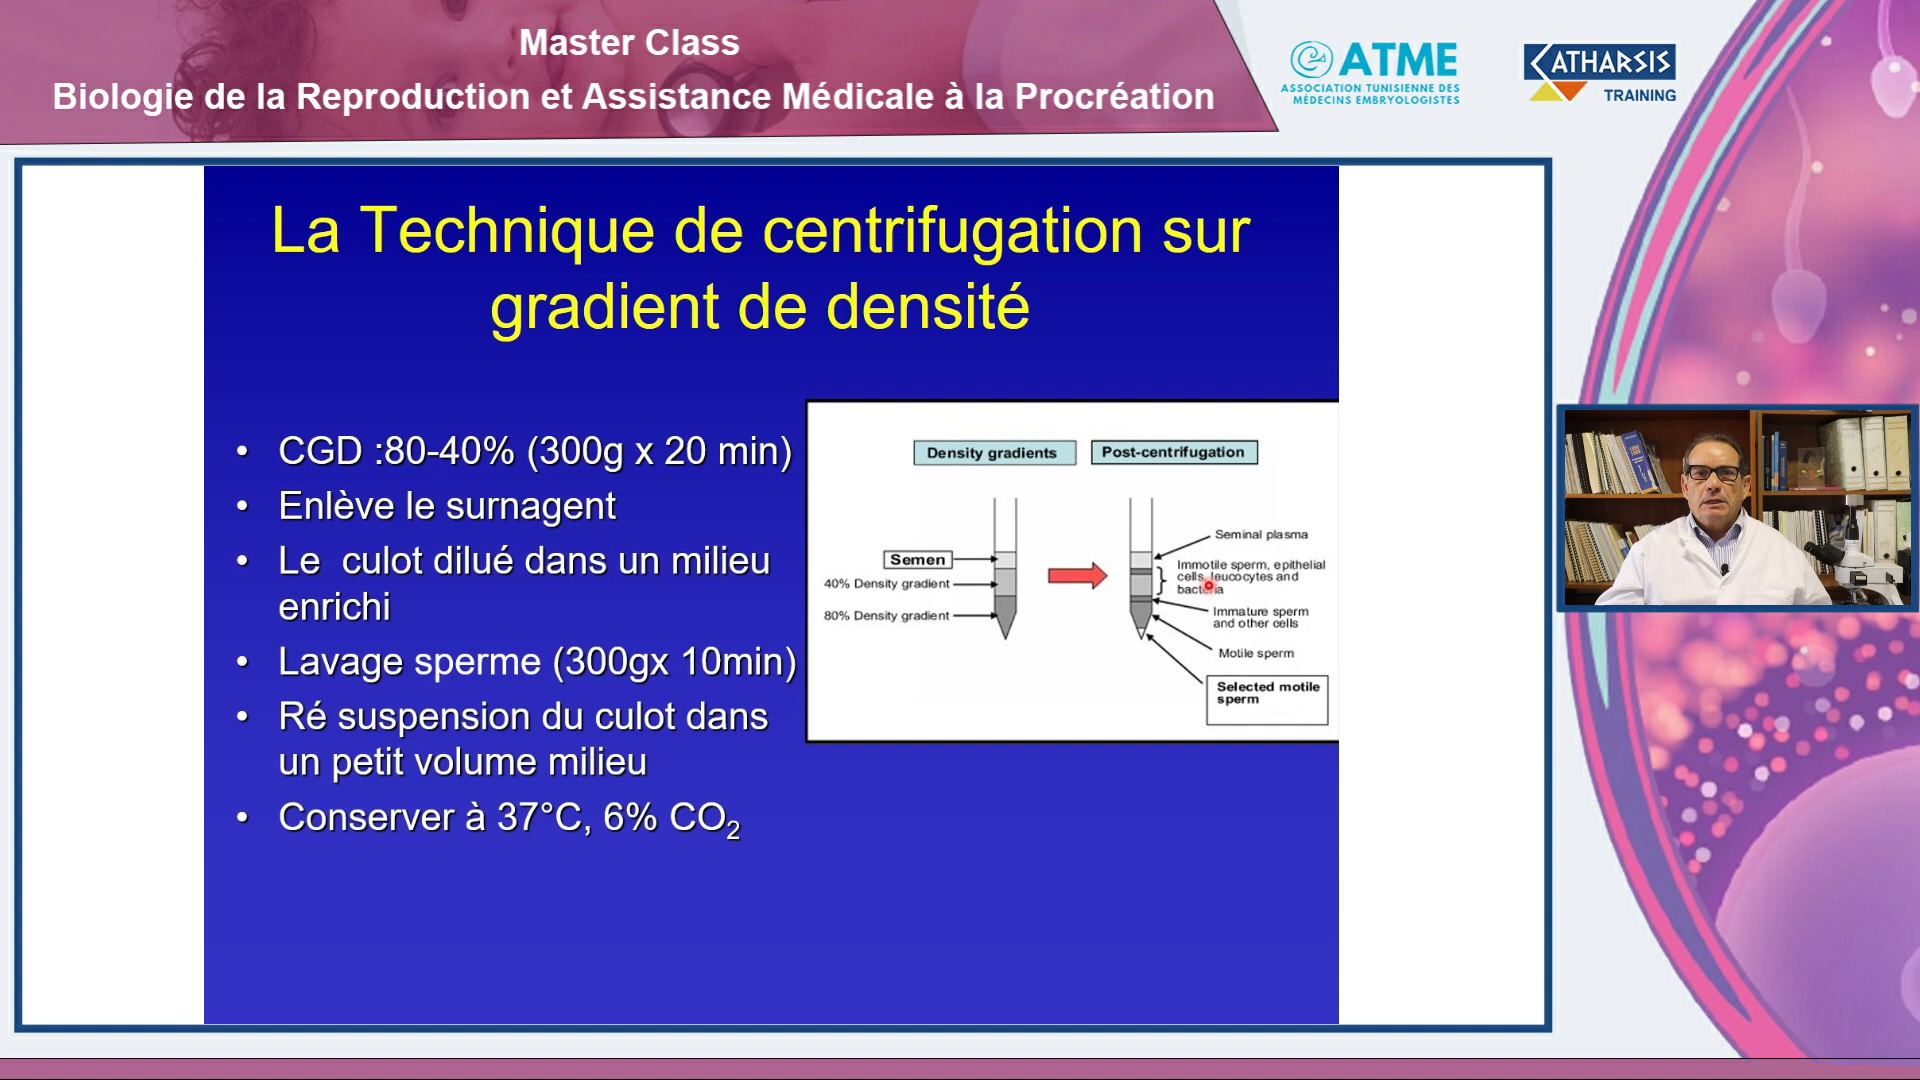 Master Class
Biologie de la Reproduction et Assistance Médicale à la Procréation
ATME
ASSOCIATION TUNISIENNE DES
MÉDECINS EMBRYOLOGISTES
KATHARSIS
TRAINING
La Technique de centrifugation sur
gradient de densité
• CGD :80-40% (300g x 20 min)
• Enlève le surnagent
• Le culot dilué dans un milieu
enrichi
• Lavage sperme (300gx 10min)
• Ré suspension du culot dans
un petit volume milieu
• Conserver à 37°C, 6% CO₂
Density gradients
Post-centrifugation
Semen
40% Density gradient
80% Density gradient
Seminal plasma
Immotile sperm, epithelial
cells, leucocytes and
bacteria
Immature sperm
and other cells
Motile sperm
Selected motile
sperm